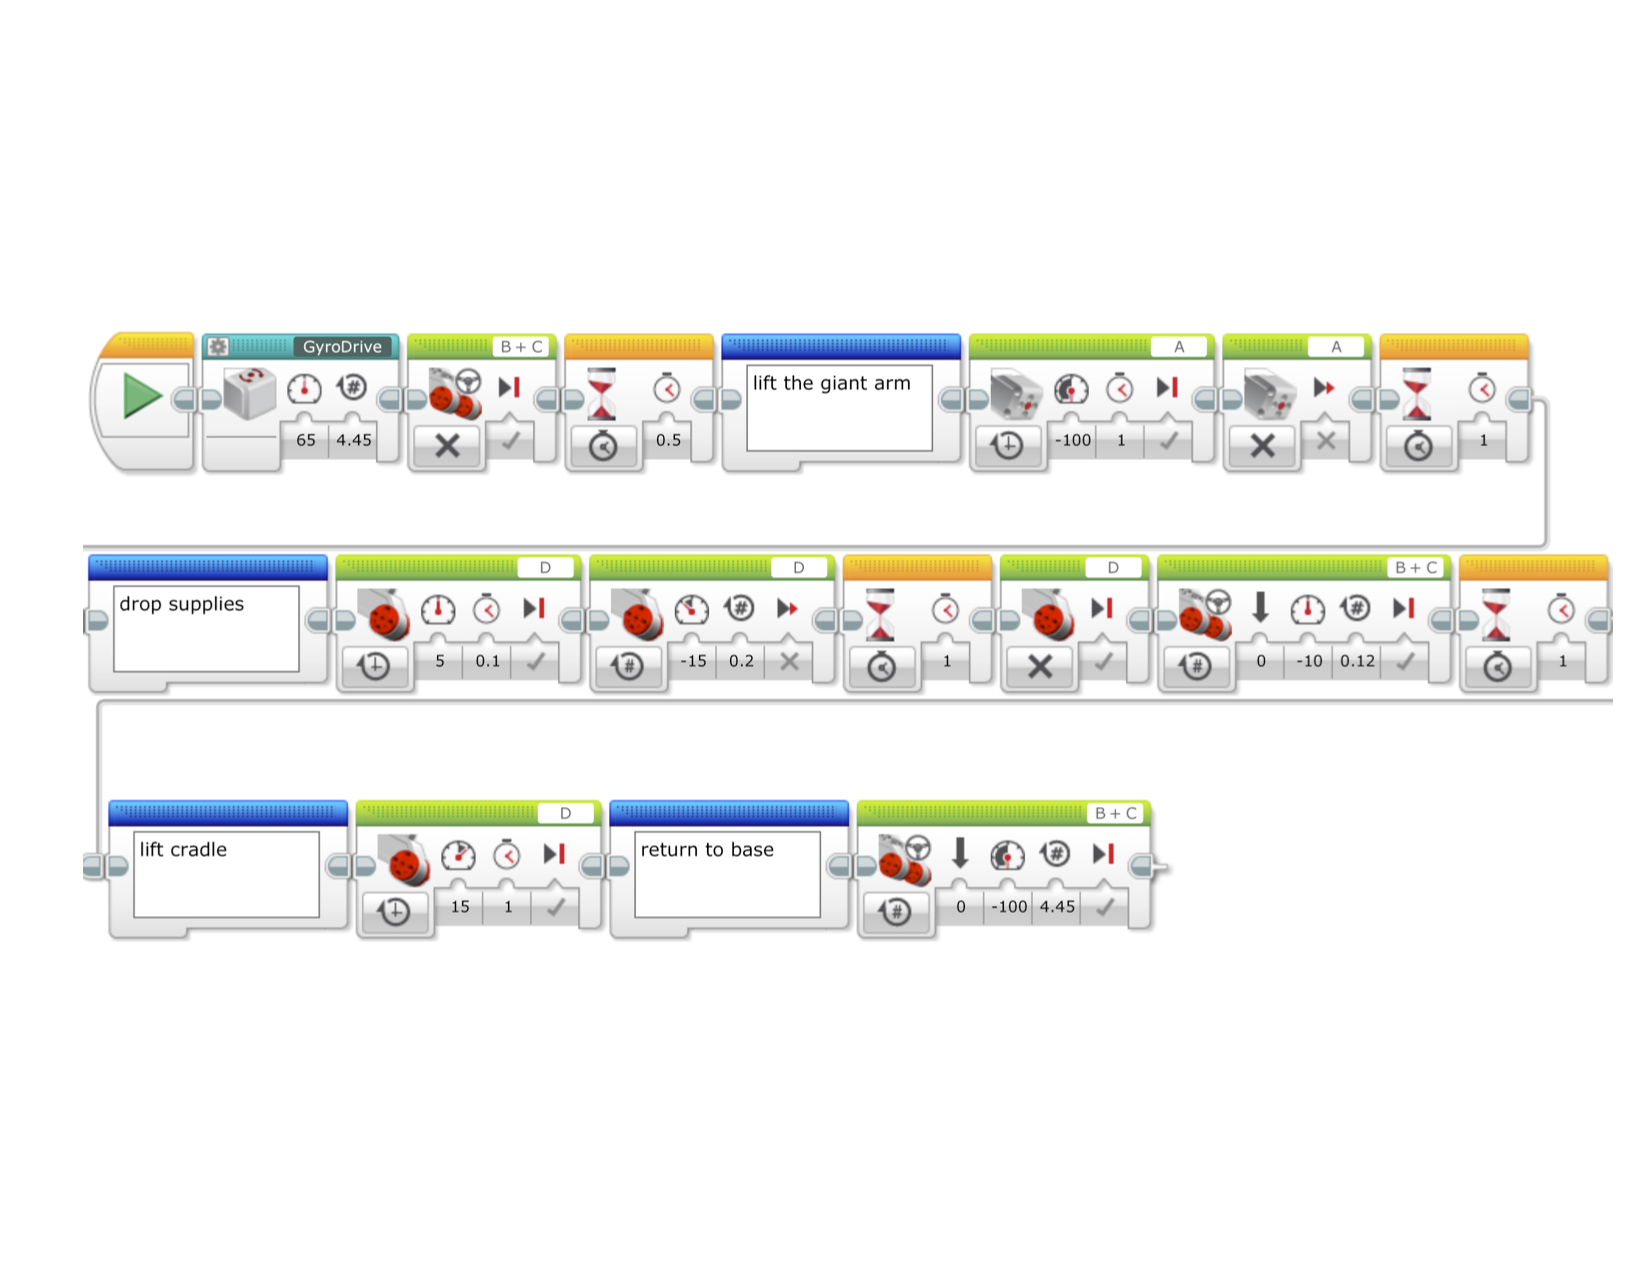 GyroDrive B + C A A
lift the giant arm
65 4.45 0.5 -100 1 1
D D D B + C
drop supplies
5 0.1 -15 0.2 1 0 -10 0.12 1
D B + C
lift cradle return to base
15 1 0 -100 4.45